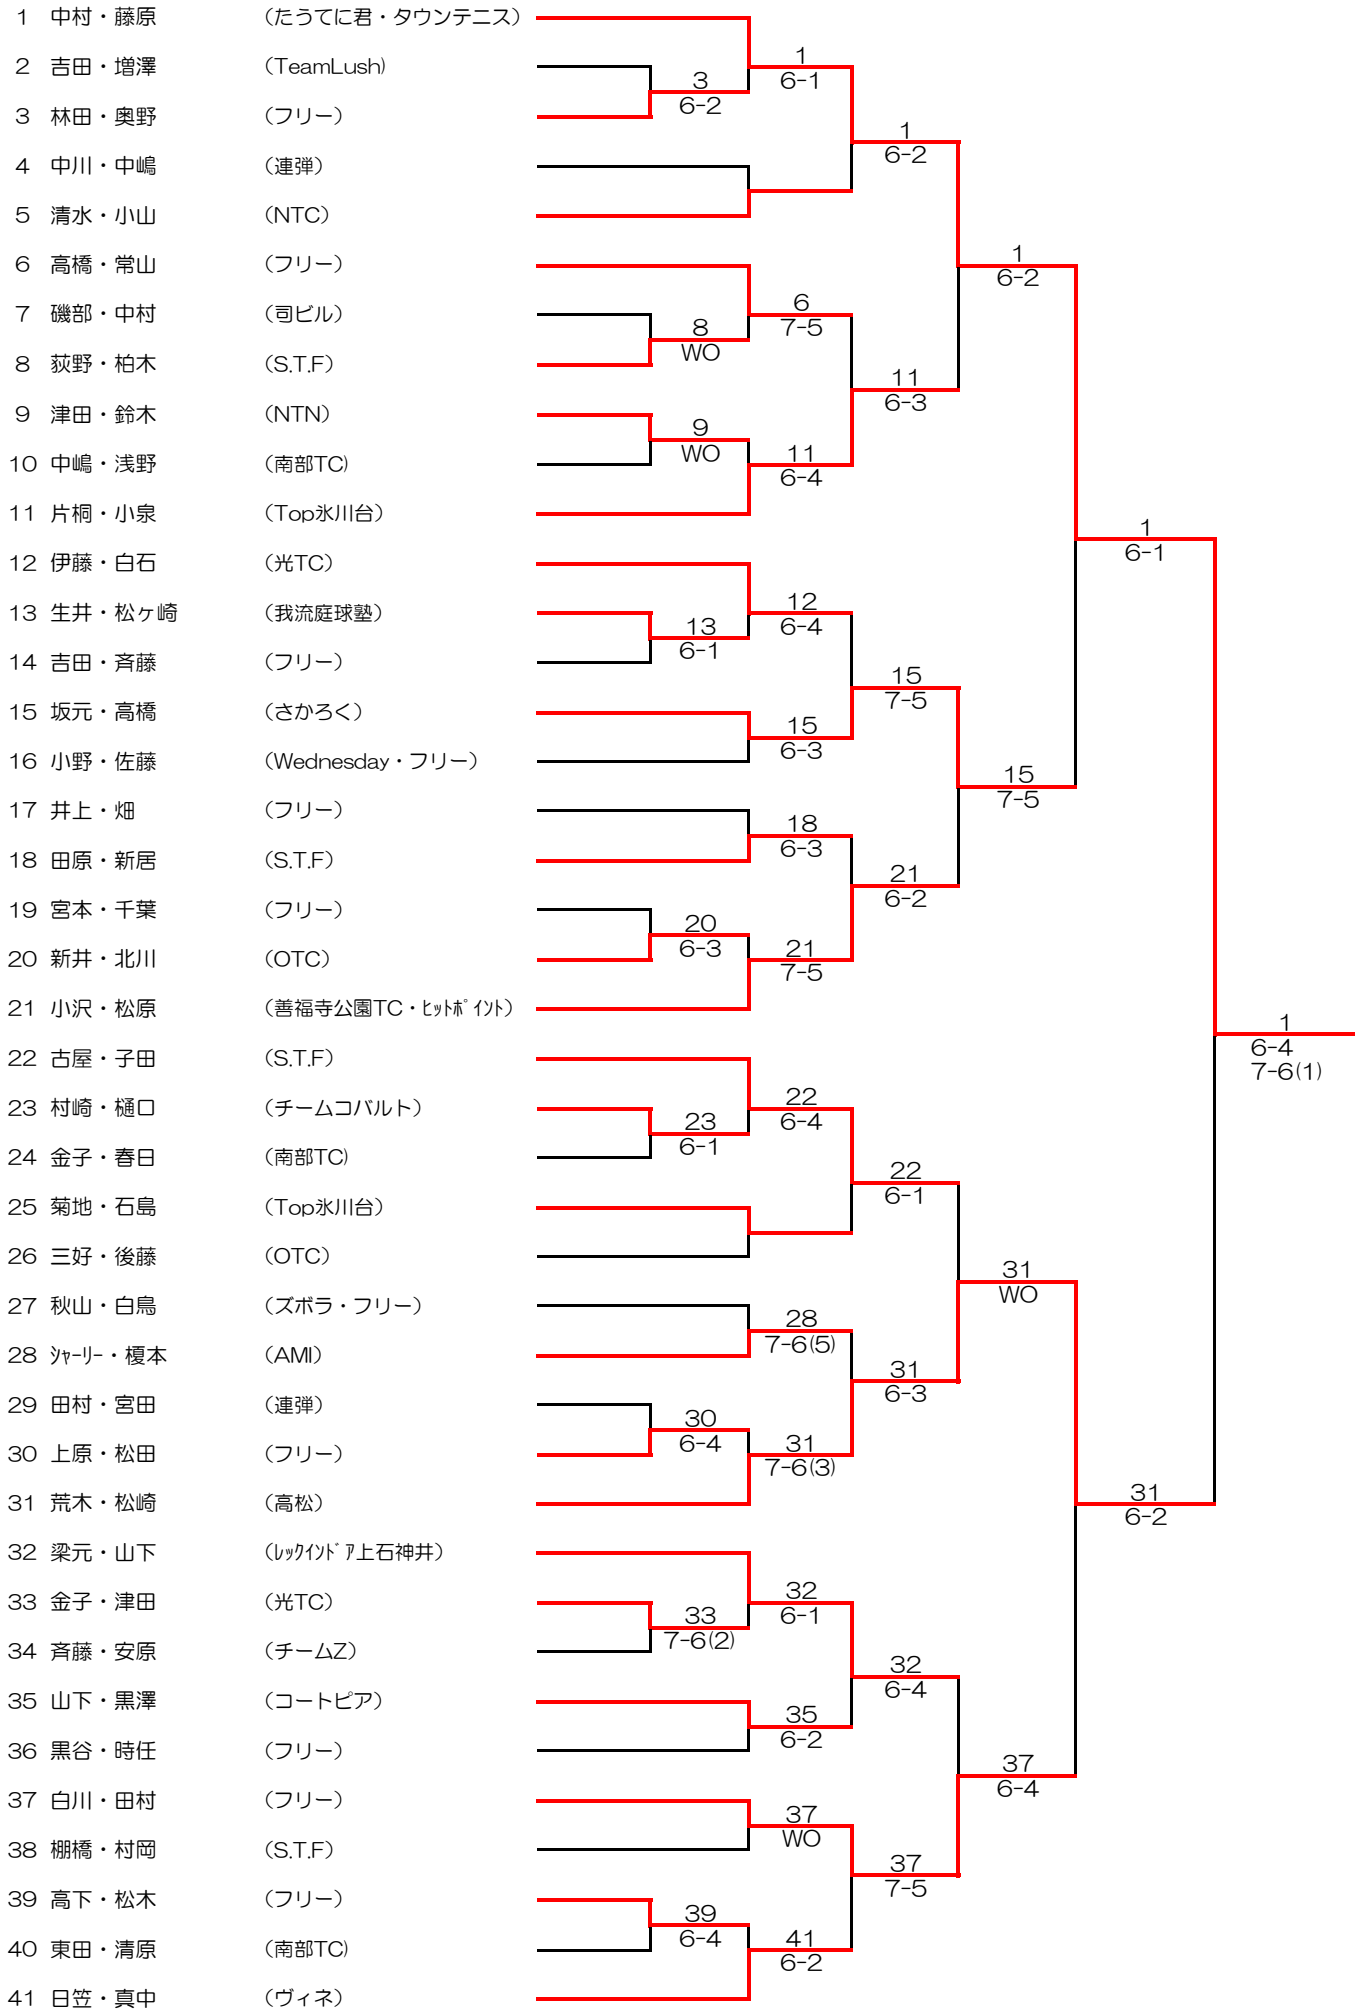 1 中村・藤原 （たうてに君・タウンテニス）
1
2 吉田・増澤 （TeamLush)
3
6-1
6-2
3 林田・奥野 （フリー）
1
6-2
4 中川・中嶋 （連弾）
5 清水・小山 （NTC）
1
6 高橋・常山 （フリー）
6-2
6
7 磯部・中村 （司ビル）
8
7-5
WO
8 荻野・柏木 （S.T.F）
11
6-3
9 津田・鈴木 （NTN）
9
WO
11
10 中嶋・浅野 （南部TC)
6-4
11 片桐・小泉 （Top氷川台）
1
6-1
12 伊藤・白石 （光TC）
12
13 生井・松ヶ崎 （我流庭球塾）
13
6-4
6-1
14 吉田・斉藤 （フリー）
15
7-5
15 坂元・高橋 （さかろく）
15
6-3
16 小野・佐藤 （Wednesday・フリー）
15
7-5
17 井上・畑 （フリー）
18
6-3
18 田原・新居 （S.T.F）
21
6-2
19 宮本・千葉 （フリー）
20
6-3
21
20 新井・北川 （OTC）
7-5
21 小沢・松原 （善福寺公園TC・ﾋｯﾄﾎﾟｲﾝﾄ）
1
6-4
22 古屋・子田 （S.T.F）
7-6(1)
22
23 村崎・樋口 （チームコバルト）
23
6-4
6-1
24 金子・春日 （南部TC)
22
6-1
25 菊地・石島 （Top氷川台）
26 三好・後藤 （OTC）
31
WO
27 秋山・白鳥 （ズボラ・フリー）
28
7-6(5)
28 ｼｬｰﾘｰ・榎本 （AMI）
31
6-3
29 田村・宮田 （連弾）
30
6-4
31
30 上原・松田 （フリー）
7-6(3)
31 荒木・松崎 （高松）
31
6-2
32 梁元・山下 （ﾚｯｸｲﾝﾄﾞｱ上石神井）
32
33 金子・津田 （光TC）
33
6-1
7-6(2)
34 斉藤・安原 （チームZ）
32
6-4
35 山下・黒澤 （コートピア）
35
6-2
36 黒谷・時任 （フリー）
37
6-4
37 白川・田村 （フリー）
37
WO
38 棚橋・村岡 （S.T.F）
37
7-5
39 高下・松木 （フリー）
39
6-4
41
40 東田・清原 （南部TC)
6-2
41 日笠・真中 （ヴィネ）